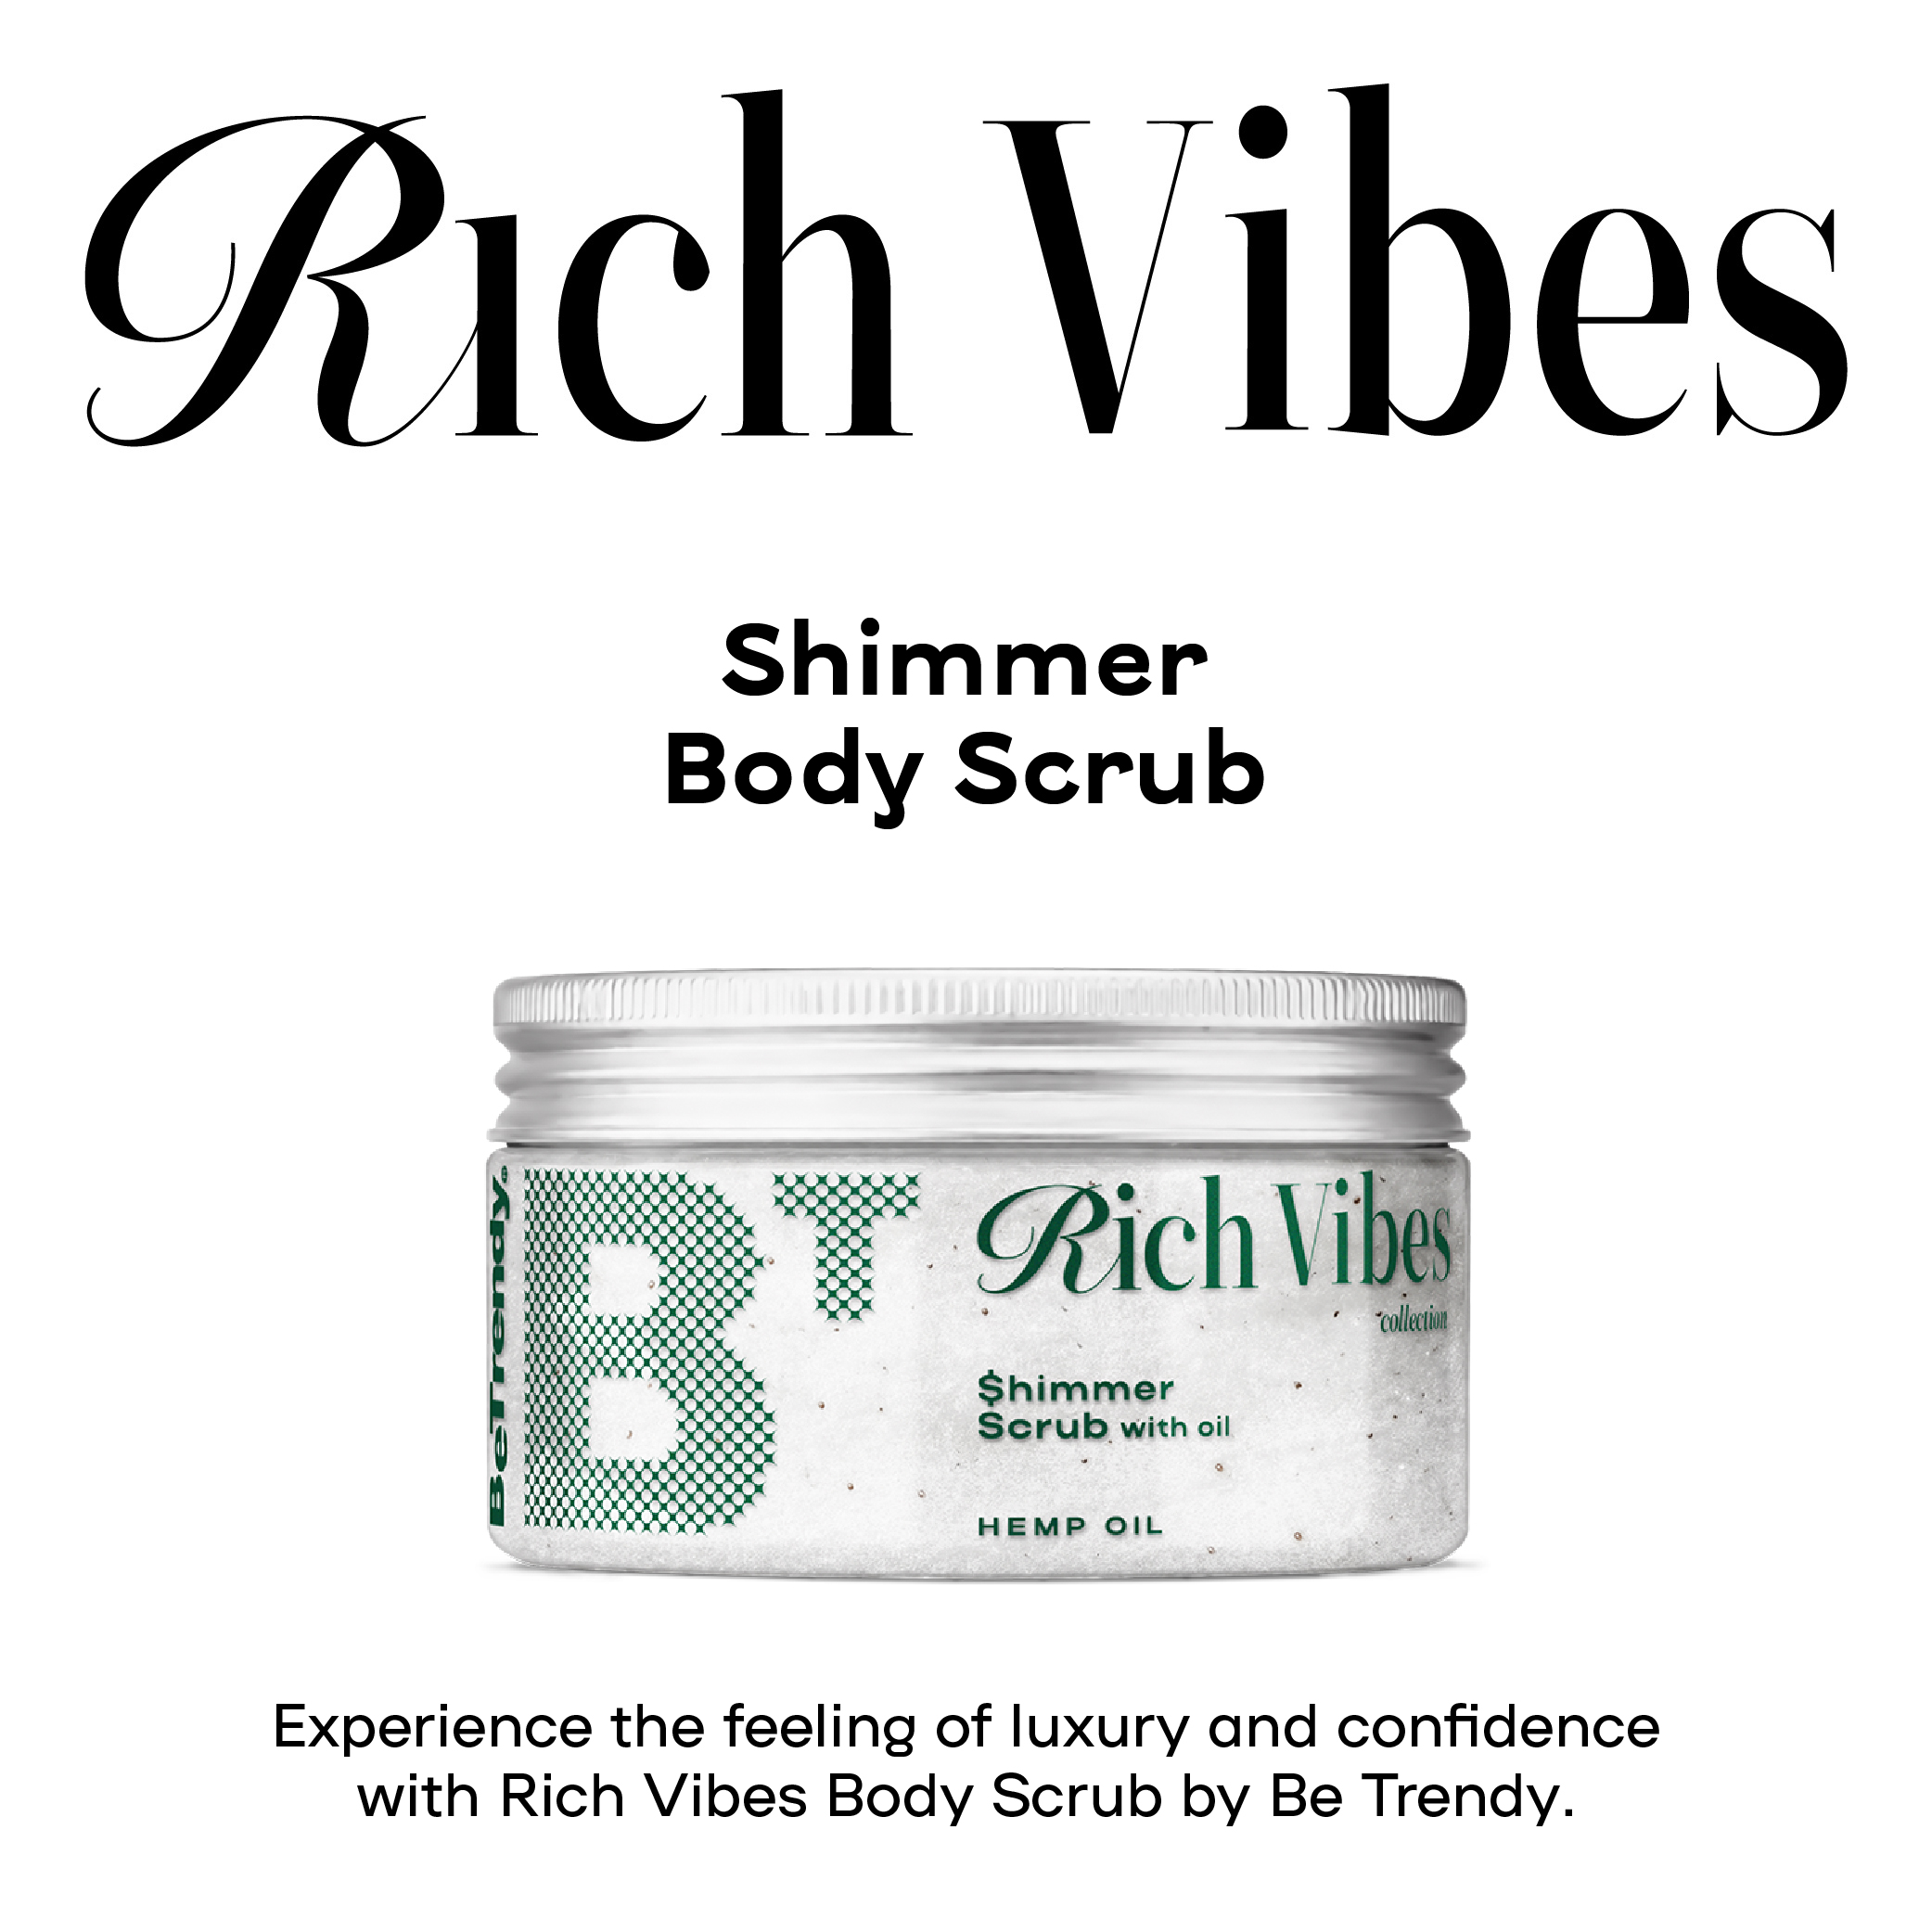 Rich Vibes
Shimmer
Body Scrub
BeTrendy®
BT
Rich Vibes
collection
$himmer
Scrub with oil
HEMP OIL
Experience the feeling of luxury and confidence
with Rich Vibes Body Scrub by Be Trendy.